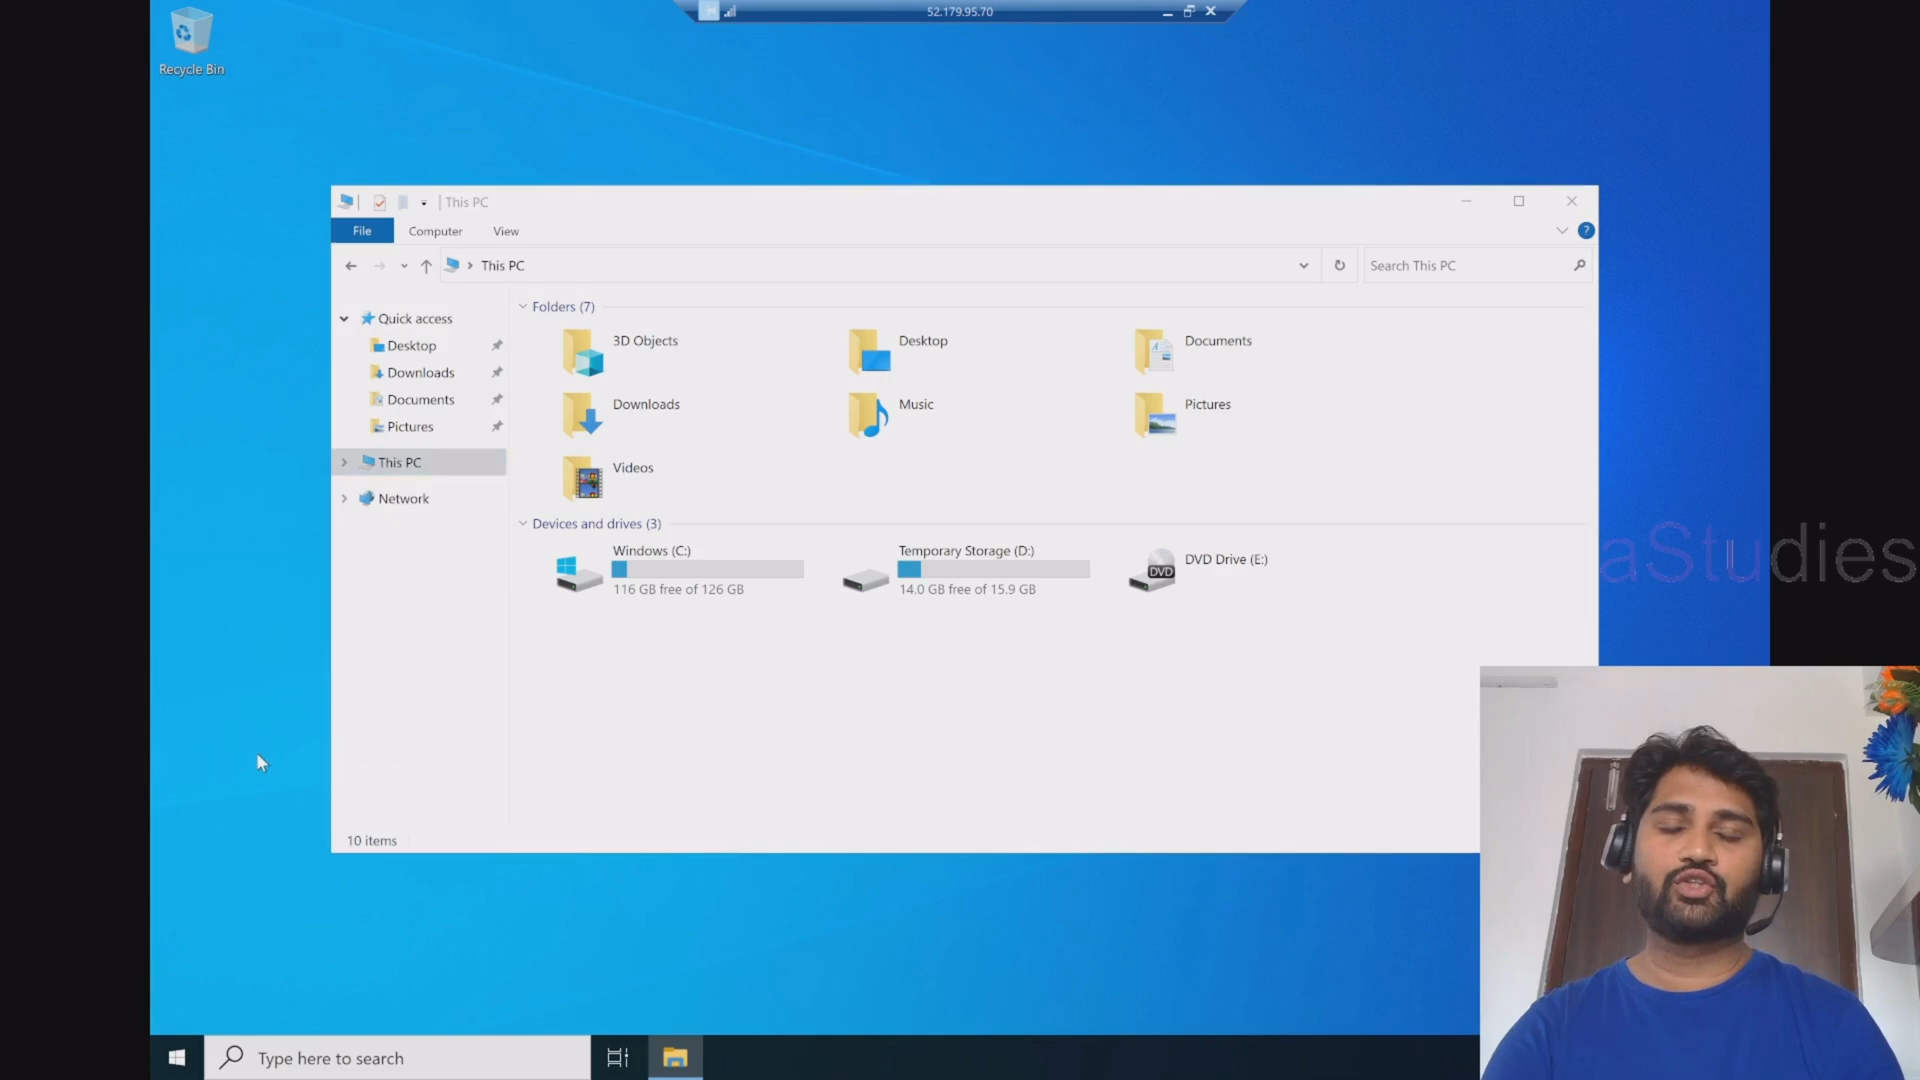 52.179.95.70
Recycle Bin
This PC
File
Computer
View
This PC
Search This PC
Quick access
Desktop
Downloads
Documents
Pictures
This PC
Network
Folders (7)
3D Objects
Desktop
Documents
Downloads
Music
Pictures
Videos
Devices and drives (3)
Windows (C:)
116 GB free of 126 GB
Temporary Storage (D:)
14.0 GB free of 15.9 GB
DVD
DVD Drive (E:)
aStudies
10 items
Type here to search